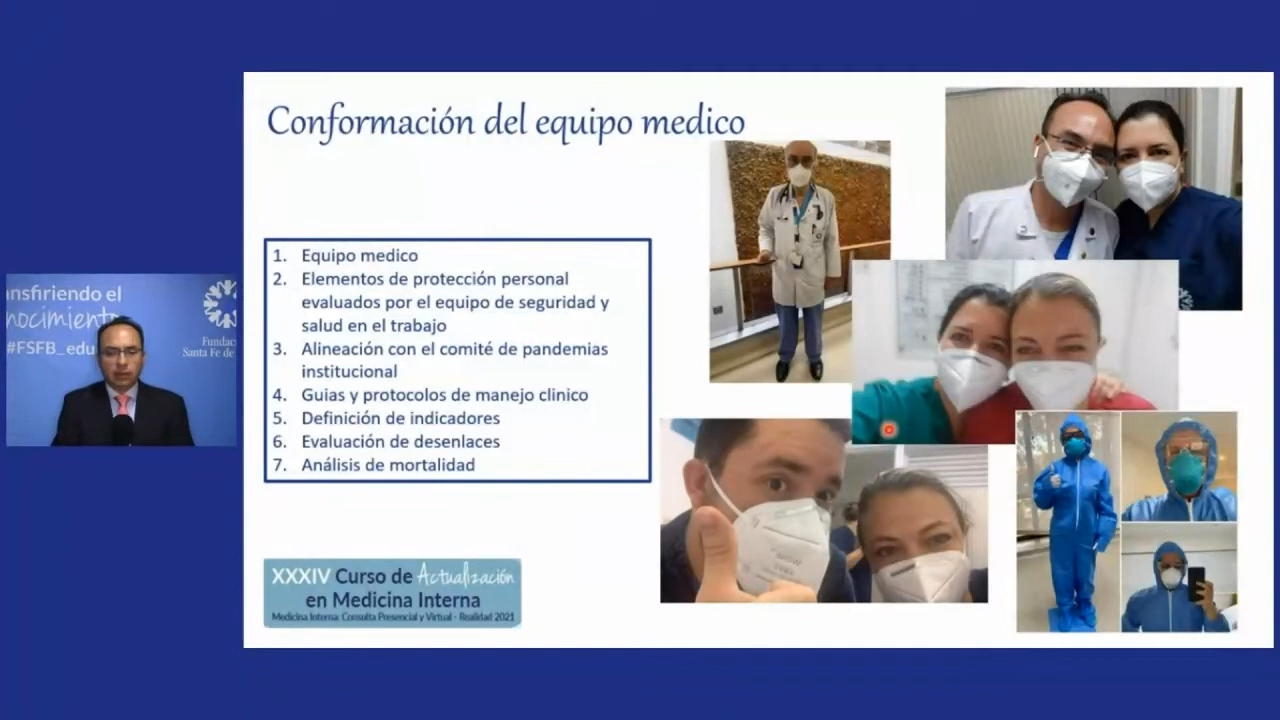 Conformación del equipo medico
1. Equipo medico
2. Elementos de protección personal
evaluados por el equipo de seguridad y
salud en el trabajo
3. Alineación con el comité de pandemias
institucional
4. Guias y protocolos de manejo clinico
5. Definición de indicadores
6. Evaluación de desenlaces
7. Análisis de mortalidad
XXXIV Curso de Actualización
en Medicina Interna
Medicina Interna: Consulta Presencial y Virtual - Realidad 2021
ansfiriendo el
nocimiento
#FSFB_edu
Fundac
Santa Fe de